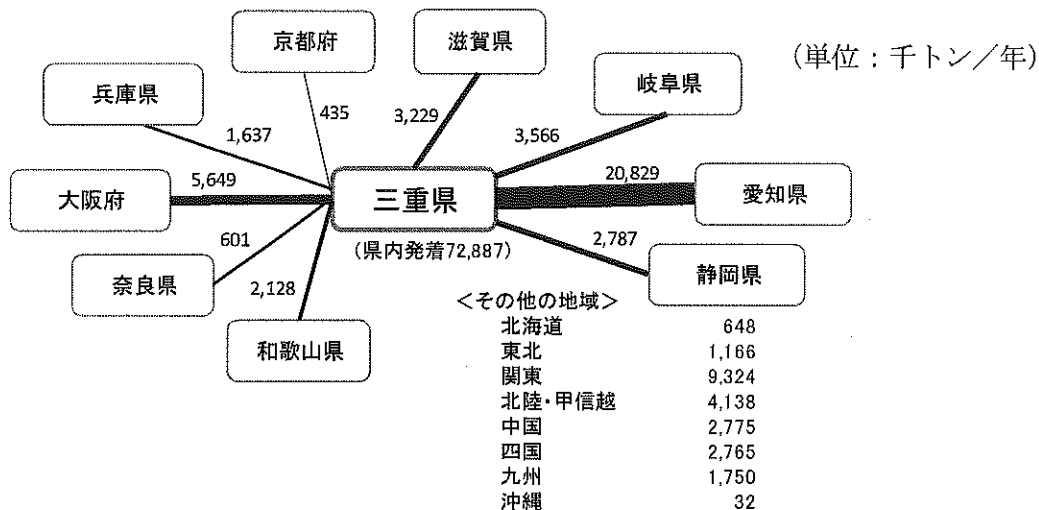 京都府
滋賀県
(単位：千トン／年)
兵庫県
岐阜県
435
3,229
1,637
3,566
5,649
20,829
大阪府
三重県
愛知県
601
(県内発着72,887)
2,787
奈良県
2,128
静岡県
和歌山県
＜その他の地域＞
北海道 648
東北 1,166
関東 9,324
北陸・甲信越 4,138
中国 2,775
四国 2,765
九州 1,750
沖縄 32